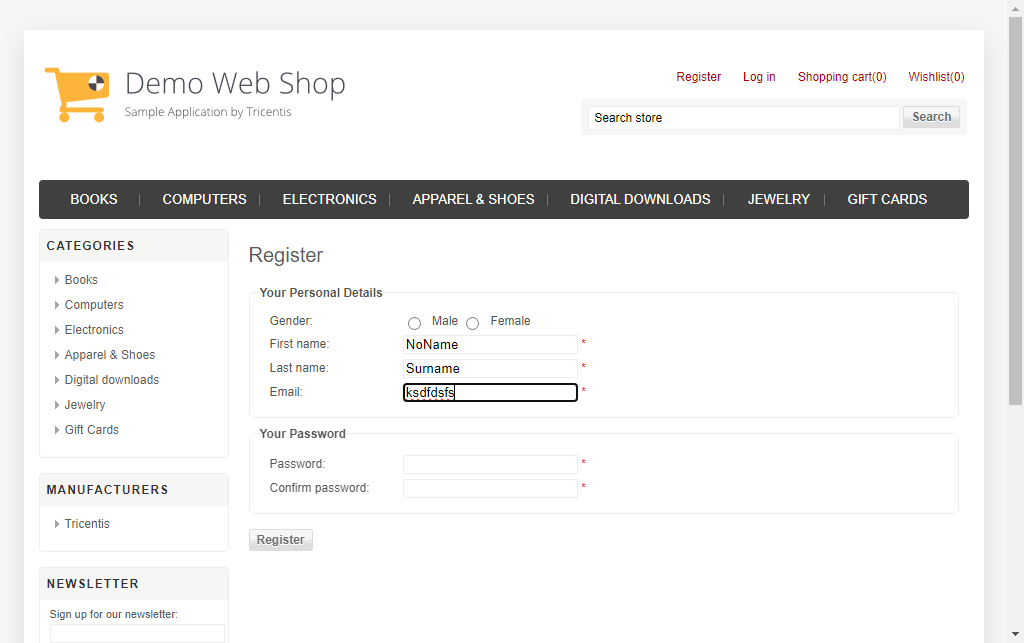 Demo Web Shop
Sample Application by Tricentis
Register Log in Shopping cart(0) Wishlist(0)
Search store Search
BOOKS COMPUTERS ELECTRONICS APPAREL & SHOES DIGITAL DOWNLOADS JEWELRY GIFT CARDS
CATEGORIES
Books
Computers
Electronics
Apparel & Shoes
Digital downloads
Jewelry
Gift Cards
MANUFACTURERS
Tricentis
NEWSLETTER
Sign up for our newsletter:
Register
Your Personal Details
Gender: Male Female
First name: NoName *
Last name: Surname *
Email: ksdfdsfs *
Your Password
Password: *
Confirm password: *
Register